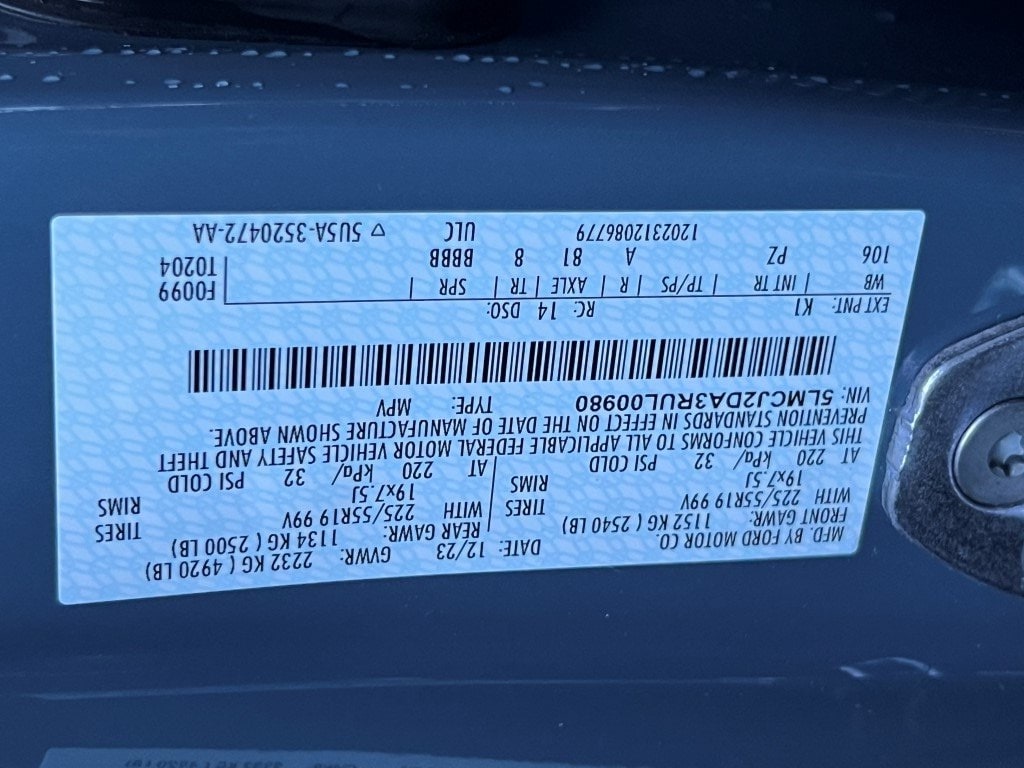 MFD. BY FORD MOTOR CO.
DATE: 12/23 GVWR: 2232 KG ( 4920 LB)
FRONT GAWR: 1152 KG ( 2540 LB)
REAR GAWR: 1134 KG ( 2500 LB)
WITH 225/55R19 99V TIRES
WITH 225/55R19 99V TIRES
19x7.5J RIMS
19x7.5J RIMS
AT 220 kPa/ 32 PSI COLD
AT 220 kPa/ 32 PSI COLD
THIS VEHICLE CONFORMS TO ALL APPLICABLE FEDERAL MOTOR VEHICLE SAFETY AND THEFT
PREVENTION STANDARDS IN EFFECT ON THE DATE OF MANUFACTURE SHOWN ABOVE.
VIN: 5LMCJ2DA3RUL00980 TYPE: MPV
EXT PNT: K1 RC: 14 DSO:
WB | INT TR | TP/PS | R | AXLE | TR | SPR | F0099
106 PZ A 81 8 BBBB T0204
1202312086779 ULC ▽ 5U5A-3520472-AA